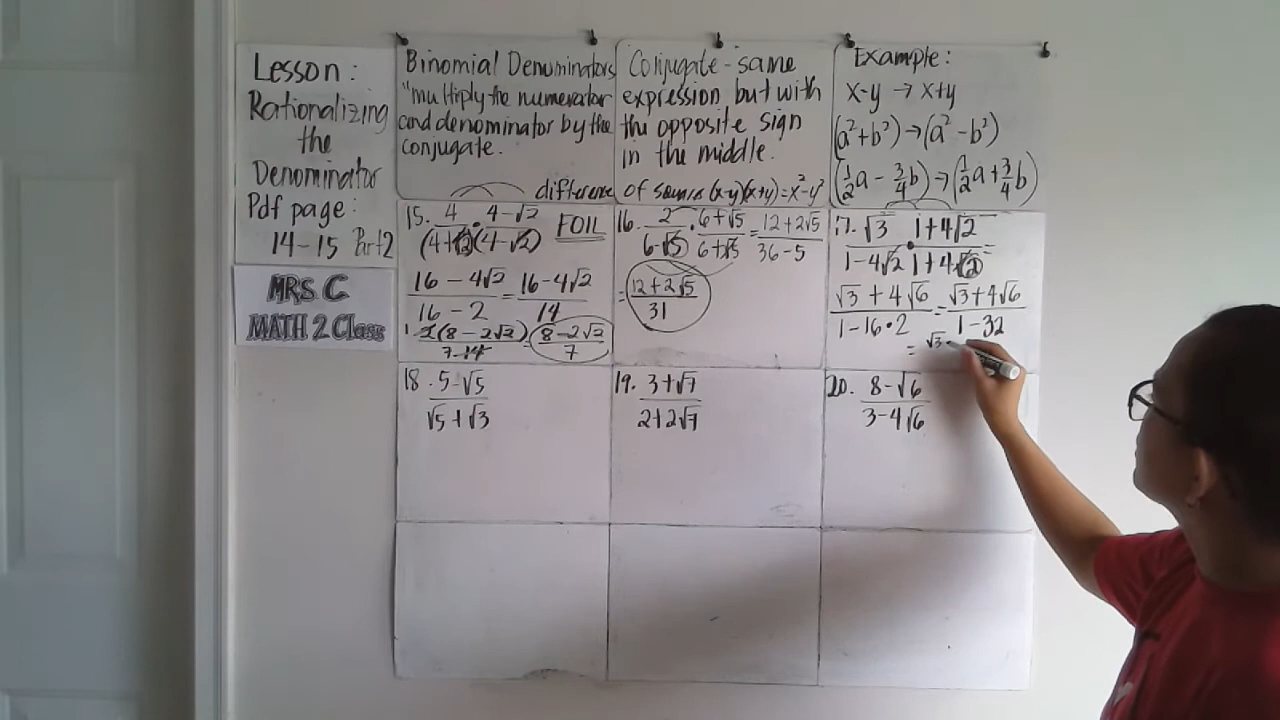 Lesson:
Rationalizing
the
Denominator
Pdf page:
14-15 Part 2
MRS C
MATH 2 Class
Binomial Denominators
"multiply the numerator
and denominator by the
conjugate.
Conjugate - same
expression but with
the opposite sign
in the middle.
Example:
x-y → x+y
(a²+b²) → (a²-b²)
(1/2a - 3/4b) → (1/2a + 3/4b)
difference of square (x-y)(x+y) = x²-y²
15. 4/(4+√2) • (4-√2)/(4-√2) FOIL
(16-4√2)/(16-2) = (16-4√2)/14
2(8-2√2)/14 = (8-2√2)/7
1 7
16. 2/(6-√5) • (6+√5)/(6+√5) = (12+2√5)/(36-5)
= (12+2√5)/31
17. √3/(1-4√2) • (1+4√2)/(1+4√2) =
(√3+4√6)/(1-16•2) = (√3+4√6)/(1-32)
= √3
18. (5-√5)/(√5+√3)
19. (3+√7)/(2+2√7)
20. (8-√6)/(3-4√6)